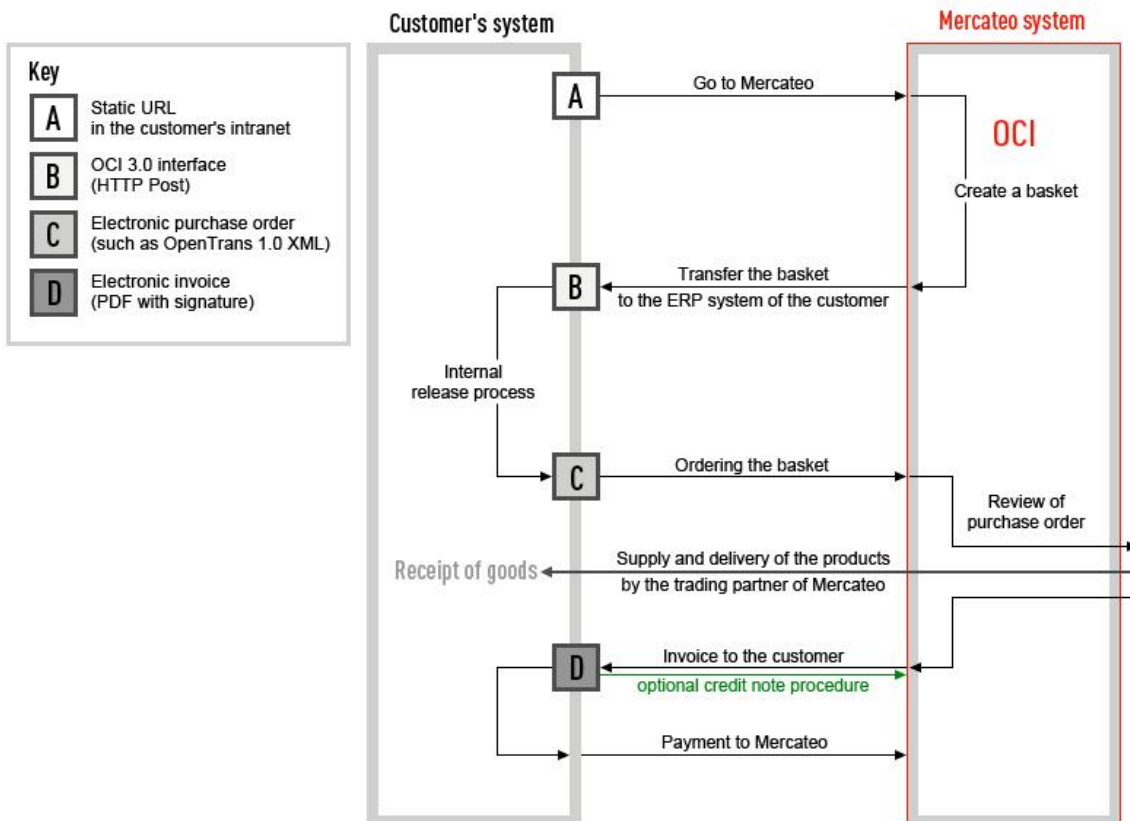 Customer's system
Mercateo system
Key
A
Static URL
in the customer's intranet
B
OCI 3.0 interface
(HTTP Post)
C
Electronic purchase order
(such as OpenTrans 1.0 XML)
D
Electronic invoice
(PDF with signature)
A
Go to Mercateo
OCI
Create a basket
B
Transfer the basket
to the ERP system of the customer
Internal
release process
C
Ordering the basket
Review of
purchase order
Receipt of goods
Supply and delivery of the products
by the trading partner of Mercateo
D
Invoice to the customer
optional credit note procedure
Payment to Mercateo